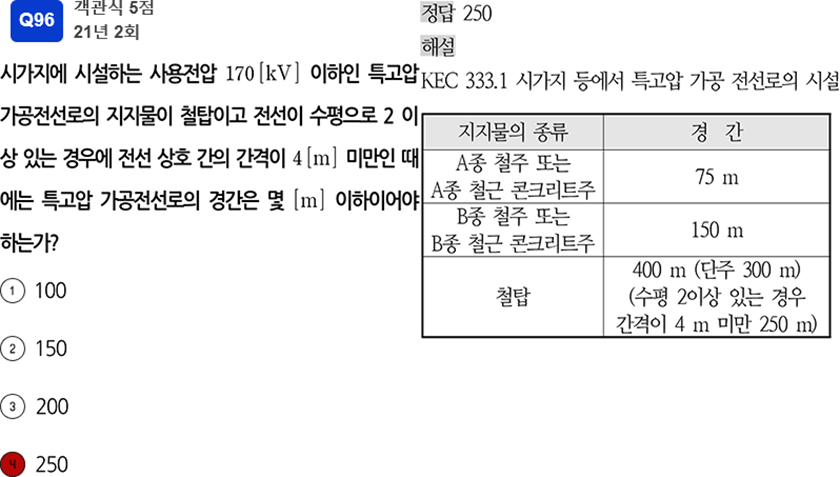 Q96
객관식 5점
21년 2회
시가지에 시설하는 사용전압 170[kV] 이하인 특고압
가공전선로의 지지물이 철탑이고 전선이 수평으로 2 이
상 있는 경우에 전선 상호 간의 간격이 4[m] 미만인 때
에는 특고압 가공전선로의 경간은 몇 [m] 이하이어야
하는가?
① 100
② 150
③ 200
④ 250
정답 250
해설
KEC 333.1 시가지 등에서 특고압 가공 전선로의 시설
지지물의 종류 경 간
A종 철주 또는
A종 철근 콘크리트주
75 m
B종 철주 또는
B종 철근 콘크리트주
150 m
철탑
400 m (단주 300 m)
(수평 2이상 있는 경우
간격이 4 m 미만 250 m)